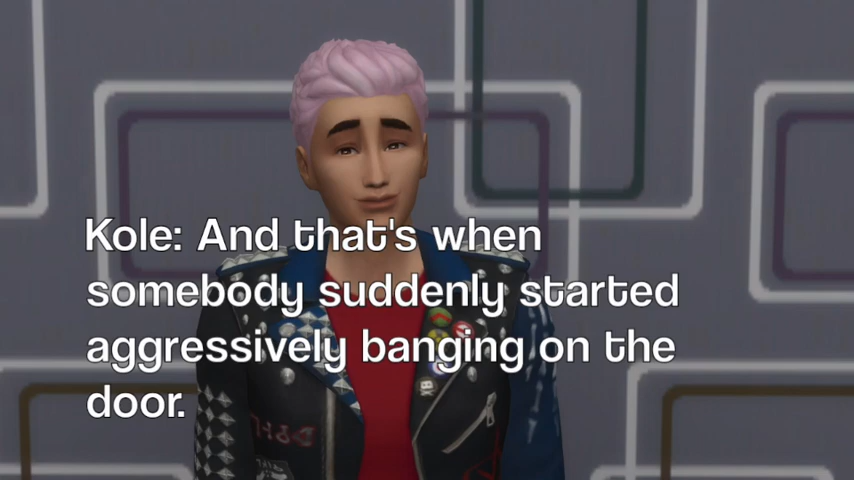 Kole: And that's when
somebody suddenly started
aggressively banging on the
door.